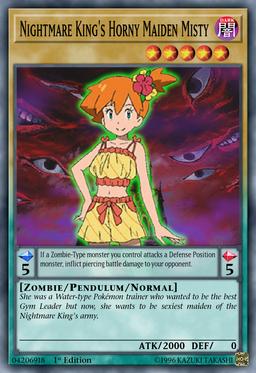 Nightmare King's Horny Maiden Misty
DARK
闇
If a Zombie-Type monster you control attacks a Defense Position
monster, inflict piercing battle damage to your opponent.
5
5
[Zombie/Pendulum/Normal]
She was a Water-type Pokémon trainer who wanted to be the best
Gym Leader but now, she wants to be sexiest maiden of the
Nightmare King's army.
ATK/2000 DEF/ 0
04206918 1st Edition
©1996 KAZUKI TAKASHI